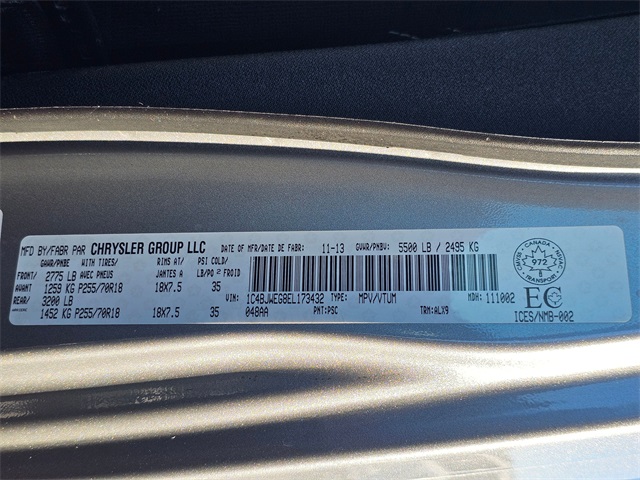 MFD BY/FABR PAR CHRYSLER GROUP LLC DATE OF MFR/DATE DE FABR: 11-13 GVWR/PNBV: 5500 LB / 2495 KG
GAWR/PNBE WITH TIRES/ RIMS AT/ PSI COLD/
FRONT/ 2775 LB AVEC PNEUS JANTES A LB/PO 2 FROID
AVANT 1259 KG P255/70R18 18X7.5 35
REAR/ 3200 LB VIN: 1C4BJWEG8EL173432 TYPE: MPV/VTUM MDH: 111002
1452 KG P255/70R18 18X7.5 35 048AA PNT:PSC TRM:ALX9
CANADA
972
TRANSPORT
EC
ICES/NMB-002